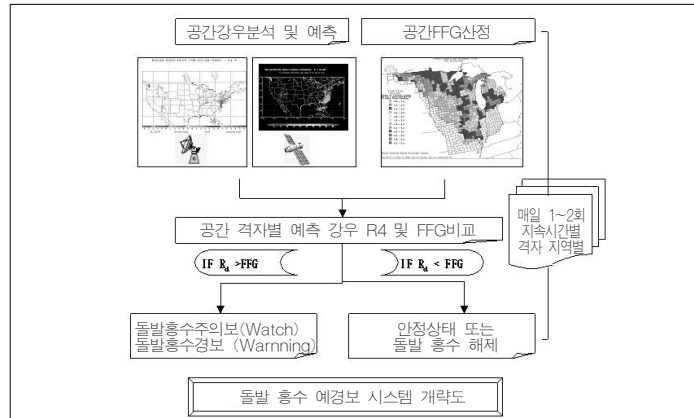 공간강우분석 및 예측
공간FFG산정
매일 1~2회
지속시간별
격자 지역별
공간 격자별 예측 강우 R4 및 FFG비교
IF Rd >FFG
IF Rd < FFG
돌발홍수주의보(Watch)
돌발홍수경보 (Warnning)
안정상태 또는
돌발 홍수 해제
돌발 홍수 예경보 시스템 개략도